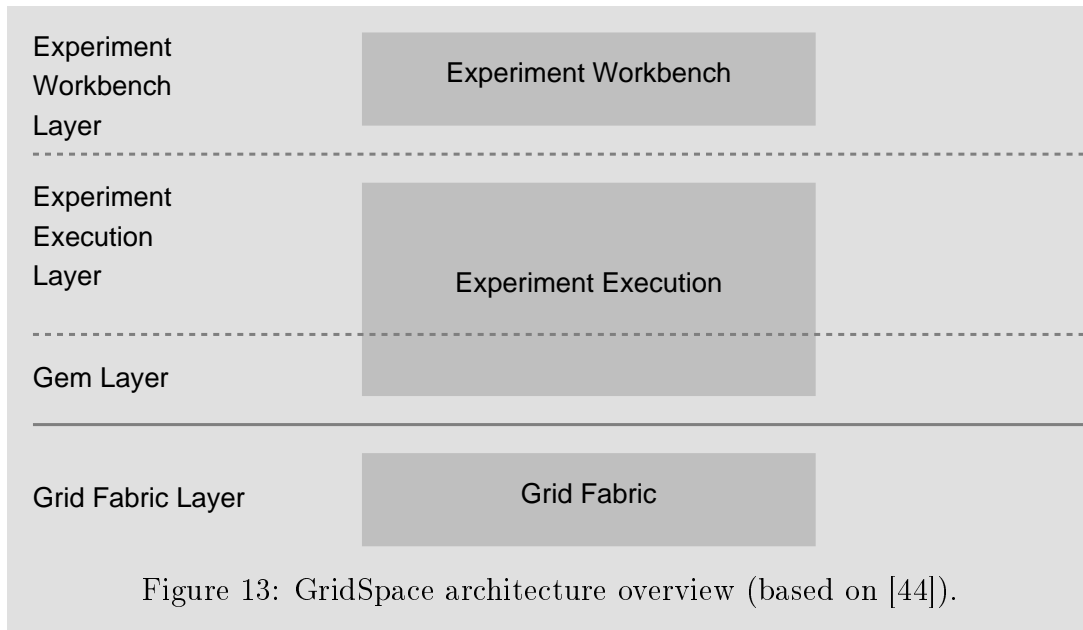 Experiment
Workbench
Layer
Experiment Workbench
Experiment
Execution
Layer
Experiment Execution
Gem Layer
Grid Fabric Layer
Grid Fabric
Figure 13: GridSpace architecture overview (based on [44]).